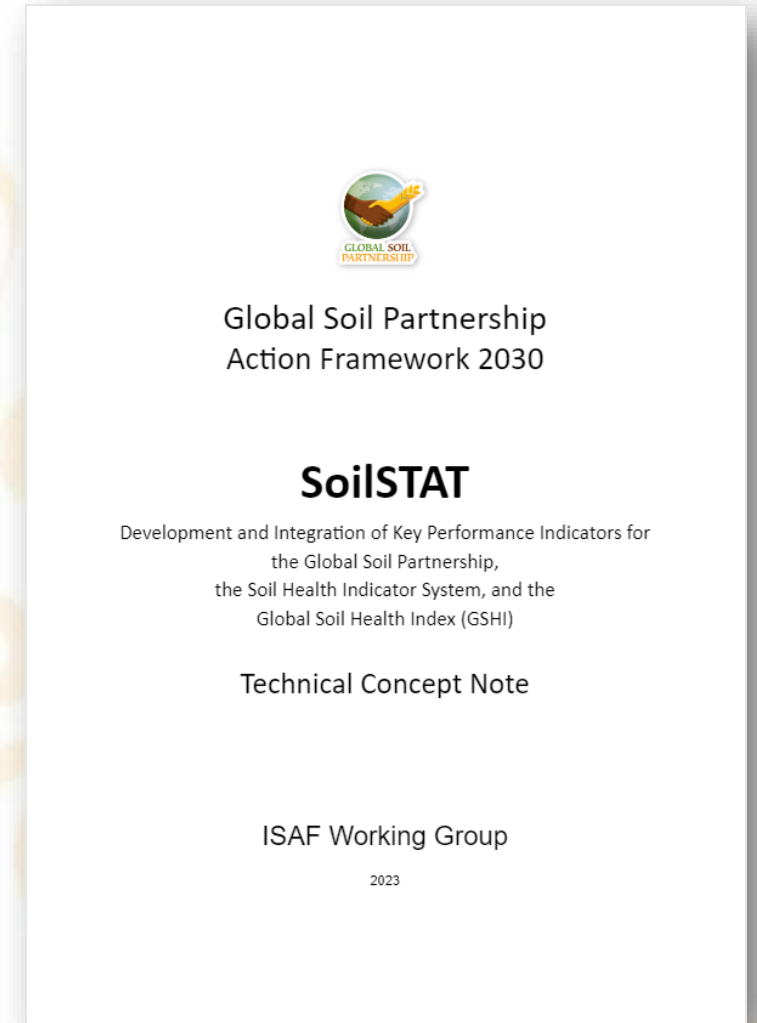 GLOBAL SOIL
PARTNERSHIP
Global Soil Partnership
Action Framework 2030
SoilSTAT
Development and Integration of Key Performance Indicators for
the Global Soil Partnership,
the Soil Health Indicator System, and the
Global Soil Health Index (GSHI)
Technical Concept Note
ISAF Working Group
2023